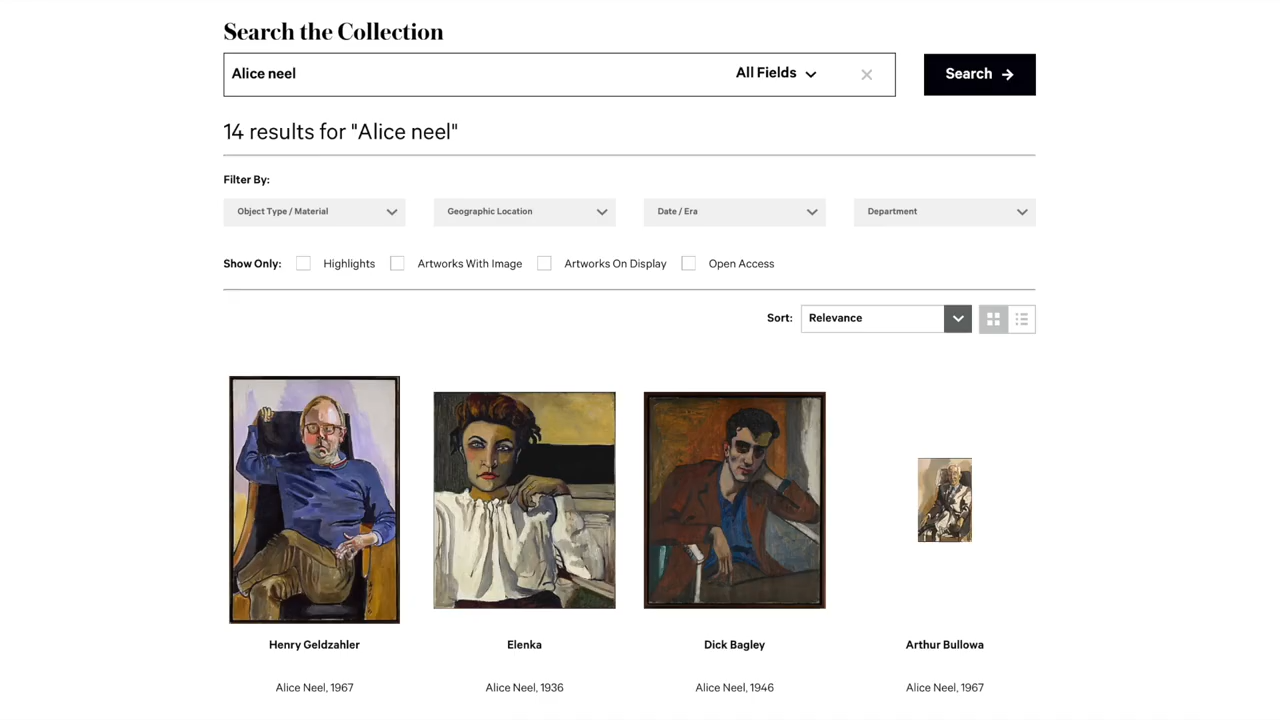 Search the Collection
Alice neel All Fields Search
14 results for "Alice neel"
Filter By:
Object Type / Material Geographic Location Date / Era Department
Show Only: Highlights Artworks With Image Artworks On Display Open Access
Sort: Relevance
Henry Geldzahler Elenka Dick Bagley Arthur Bullowa
Alice Neel, 1967 Alice Neel, 1936 Alice Neel, 1946 Alice Neel, 1967